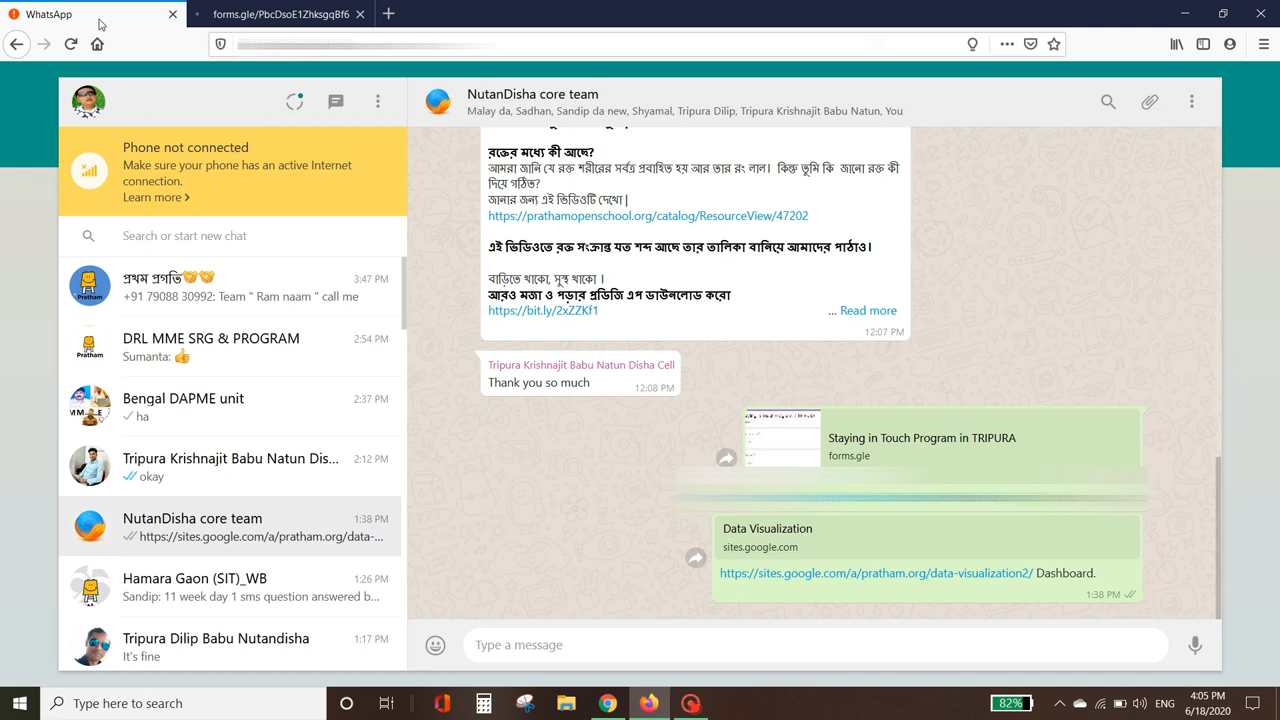 WhatsApp
forms.gle/PbcDsoE1ZhksgqBf6
NutanDisha core team
Malay da, Sadhan, Sandip da new, Shyamal, Tripura Dilip, Tripura Krishnajit Babu Natun, You
Phone not connected
Make sure your phone has an active Internet
connection.
Learn more >
Search or start new chat
প্রথম প্রগতি🤝🤝
3:47 PM
+91 79088 30992: Team " Ram naam " call me
DRL MME SRG & PROGRAM
2:54 PM
Sumanta: 👍
Bengal DAPME unit
2:37 PM
ha
Tripura Krishnajit Babu Natun Dis...
2:12 PM
okay
NutanDisha core team
1:38 PM
https://sites.google.com/a/pratham.org/data-...
Hamara Gaon (SIT)_WB
1:26 PM
Sandip: 11 week day 1 sms question answered b...
Tripura Dilip Babu Nutandisha
1:17 PM
It's fine
Pratham
Pratham
রক্তের মধ্যে কী আছে?
আমরা জানি যে রক্ত শরীরের সর্বত্র প্রবাহিত হয় আর তার রং লাল। কিন্তু তুমি কি জানো রক্ত কী
দিয়ে গঠিত?
জানার জন্য এই ভিডিওটি দেখো |
https://prathamopenschool.org/catalog/ResourceView/47202
এই ভিডিওতে রক্ত সংক্রান্ত যত শব্দ আছে তার তালিকা বানিয়ে আমাদের পাঠাও।
বাড়িতে থাকো, সুস্থ থাকো ।
আরও মজা ও পড়ার প্রডিজি এপ ডাউনলোড করো
https://bit.ly/2xZZKf1
... Read more
12:07 PM
Tripura Krishnajit Babu Natun Disha Cell
Thank you so much
12:08 PM
Staying in Touch Program in TRIPURA
forms.gle
Data Visualization
sites.google.com
https://sites.google.com/a/pratham.org/data-visualization2/ Dashboard.
1:38 PM
Type a message
Type here to search
82%
ENG
4:05 PM
6/18/2020